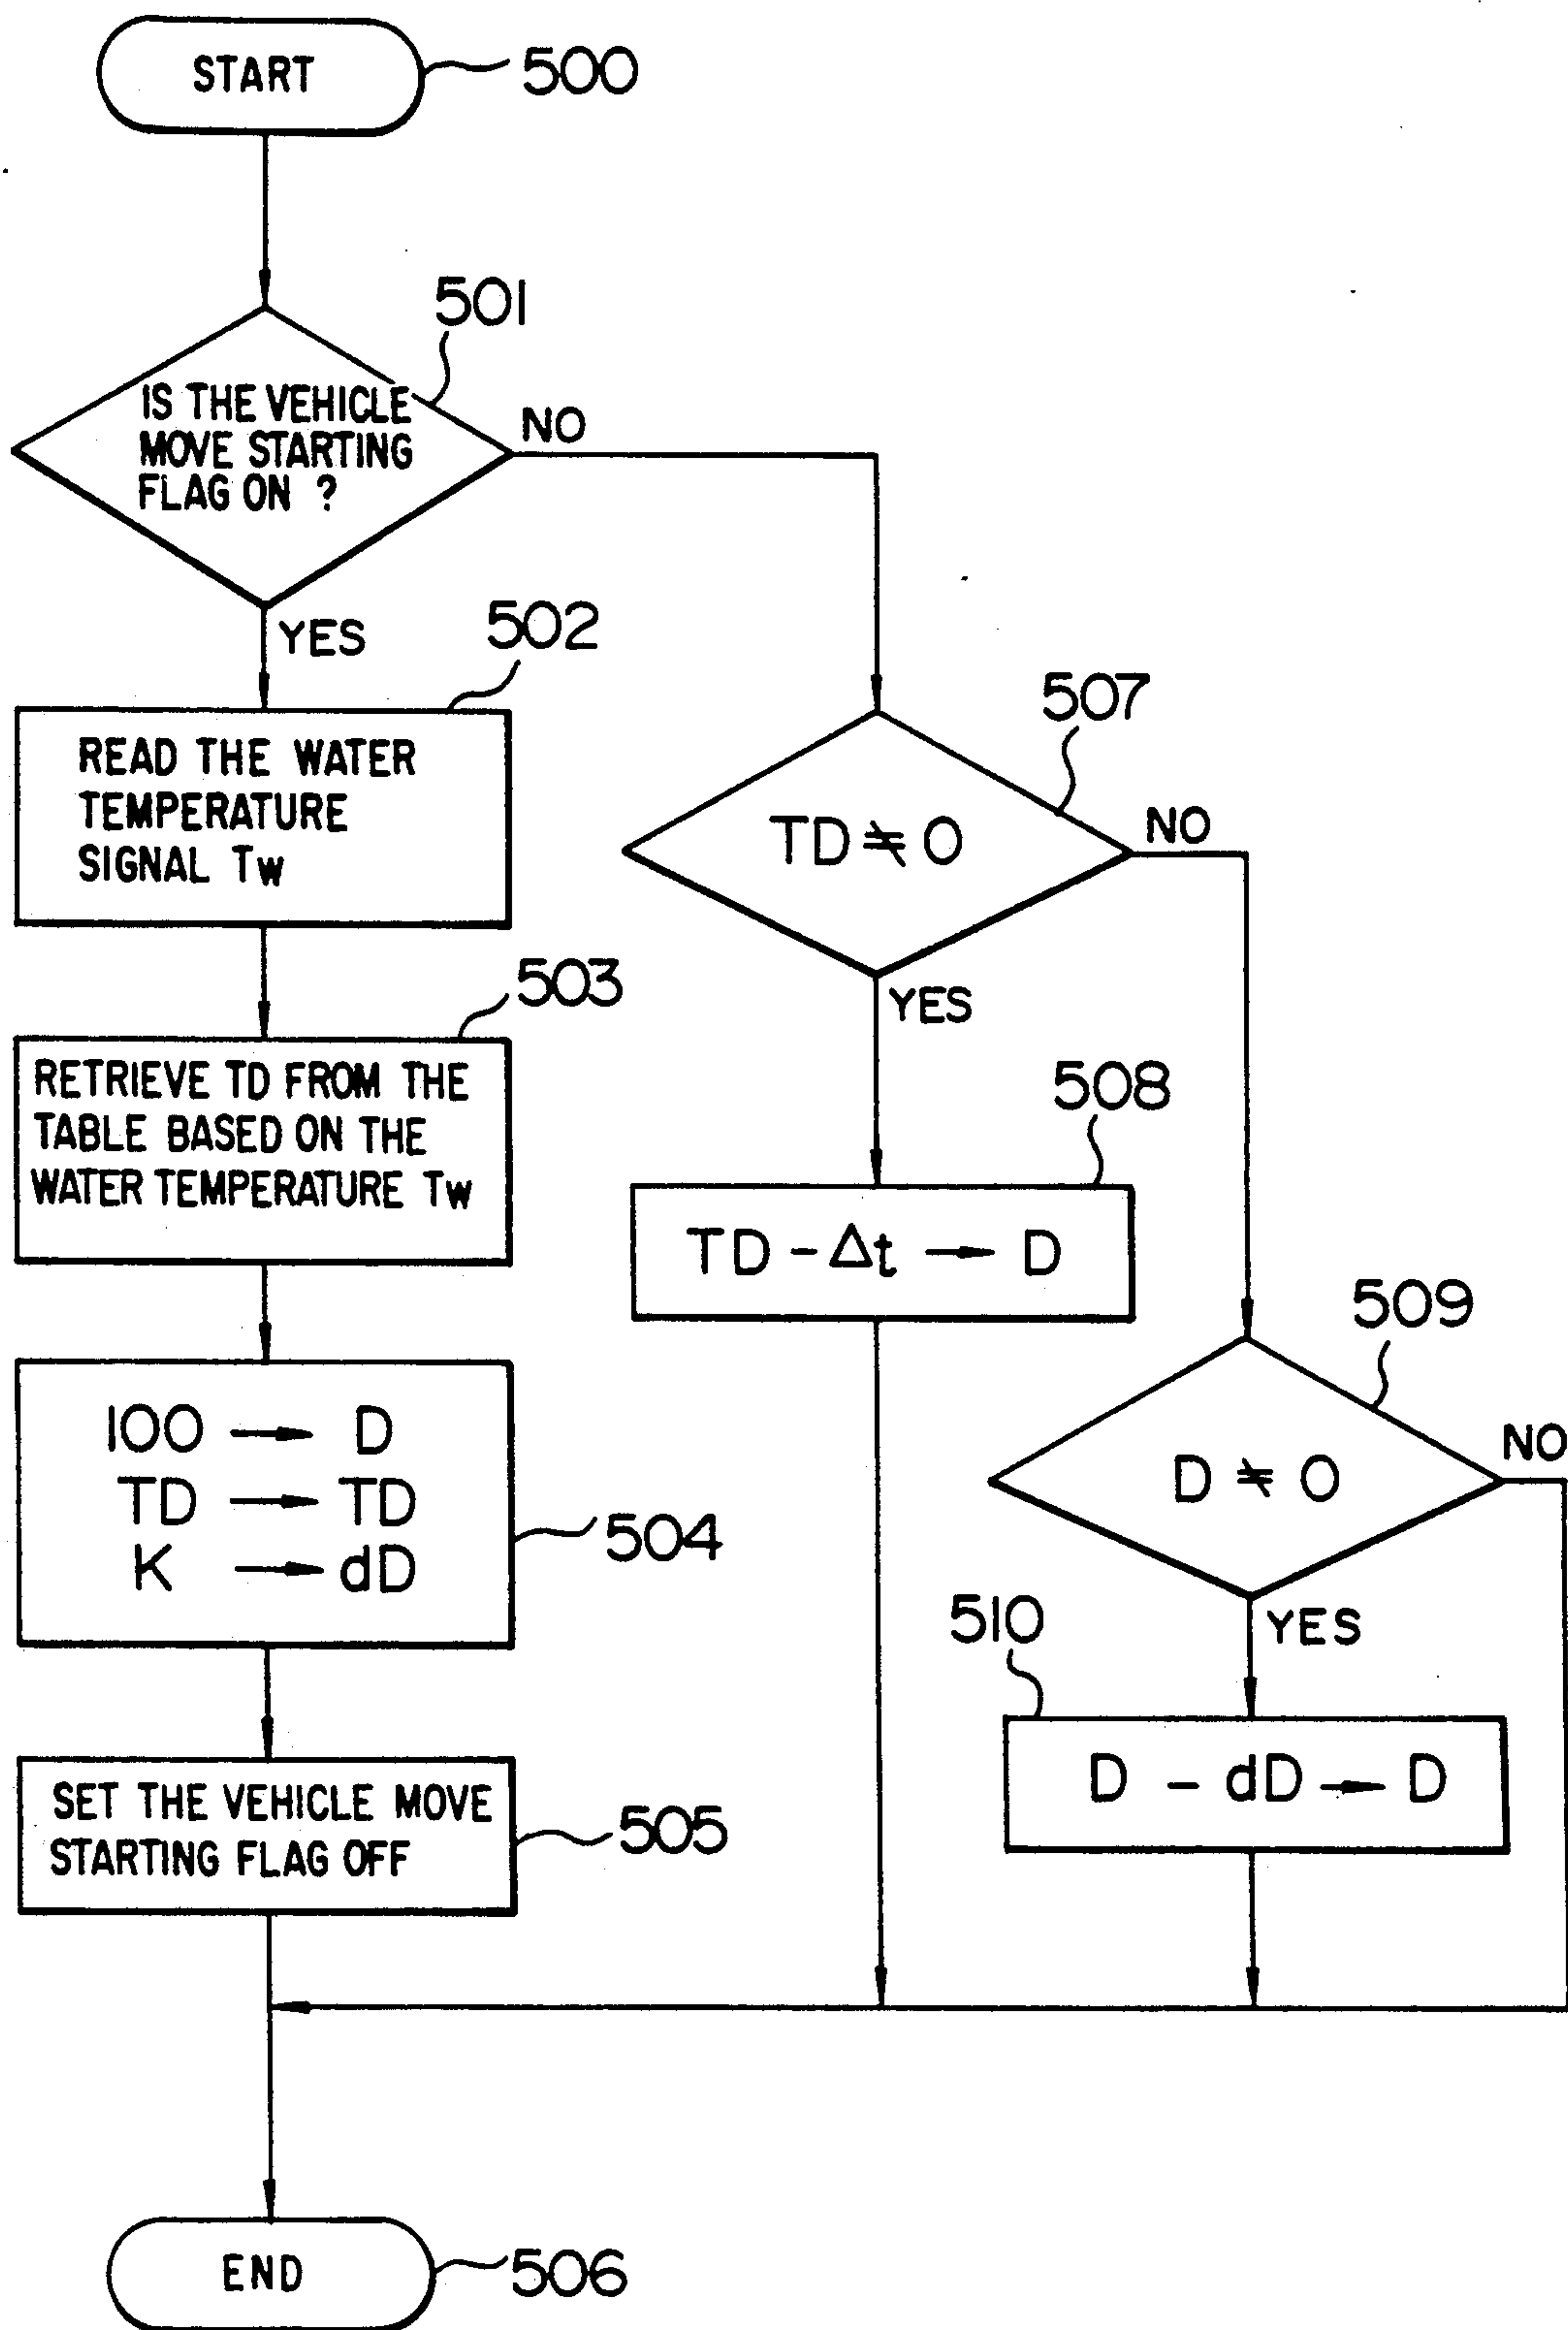 START
500
501
IS THE VEHICLE
MOVE STARTING
FLAG ON ?
NO
YES
502
READ THE WATER
TEMPERATURE
SIGNAL Tw
503
RETRIEVE TD FROM THE
TABLE BASED ON THE
WATER TEMPERATURE Tw
100 → D
TD → TD
K → dD
504
SET THE VEHICLE MOVE
STARTING FLAG OFF
505
END
506
507
TD ≠ 0
NO
YES
508
TD - Δt → D
509
D ≠ 0
NO
YES
510
D - dD → D